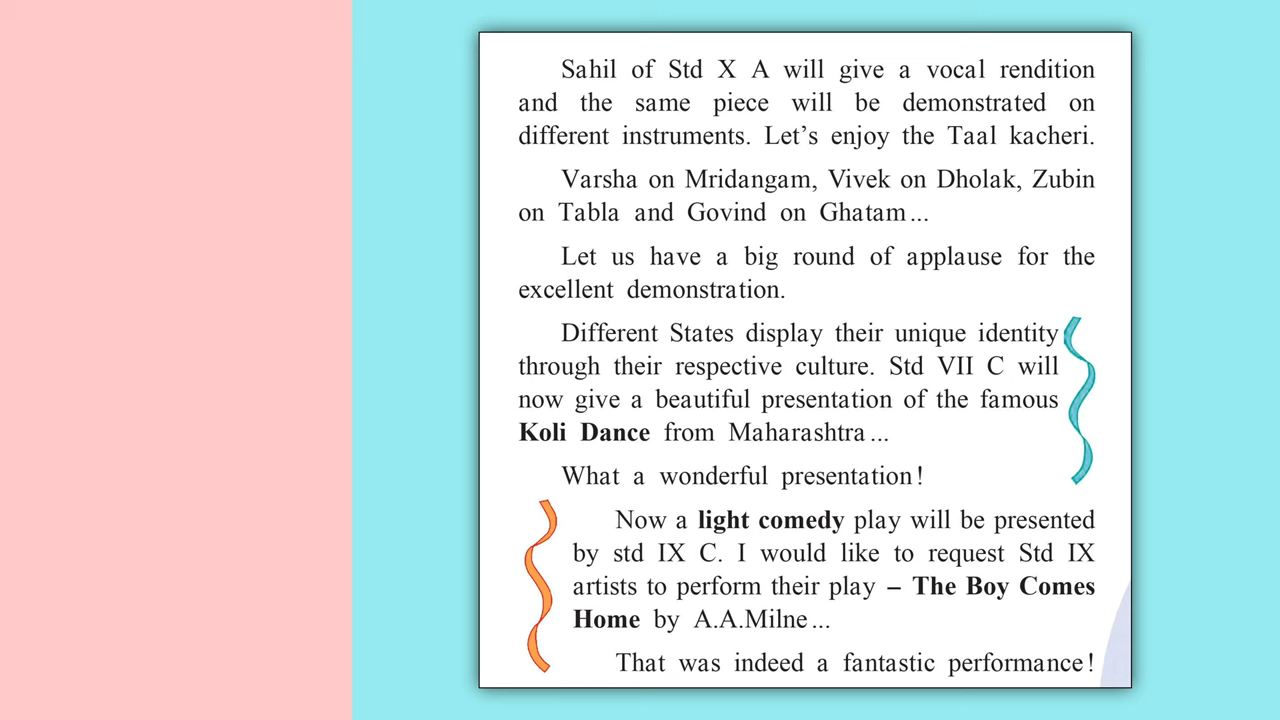 Sahil of Std X A will give a vocal rendition
and the same piece will be demonstrated on
different instruments. Let’s enjoy the Taal kacheri.
Varsha on Mridangam, Vivek on Dholak, Zubin
on Tabla and Govind on Ghatam...
Let us have a big round of applause for the
excellent demonstration.
Different States display their unique identity
through their respective culture. Std VII C will
now give a beautiful presentation of the famous
Koli Dance from Maharashtra...
What a wonderful presentation!
Now a light comedy play will be presented
by std IX C. I would like to request Std IX
artists to perform their play – The Boy Comes
Home by A.A.Milne...
That was indeed a fantastic performance!